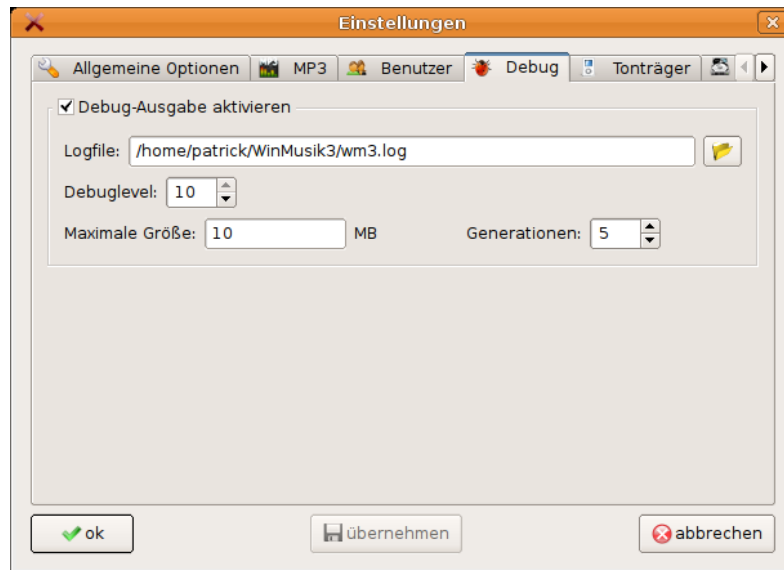 Einstellungen
Allgemeine Optionen MP3 Benutzer Debug Tonträger
Debug-Ausgabe aktivieren
Logfile: /home/patrick/WinMusik3/wm3.log
Debuglevel: 10
Maximale Größe: 10 MB Generationen: 5
ok übernehmen abbrechen